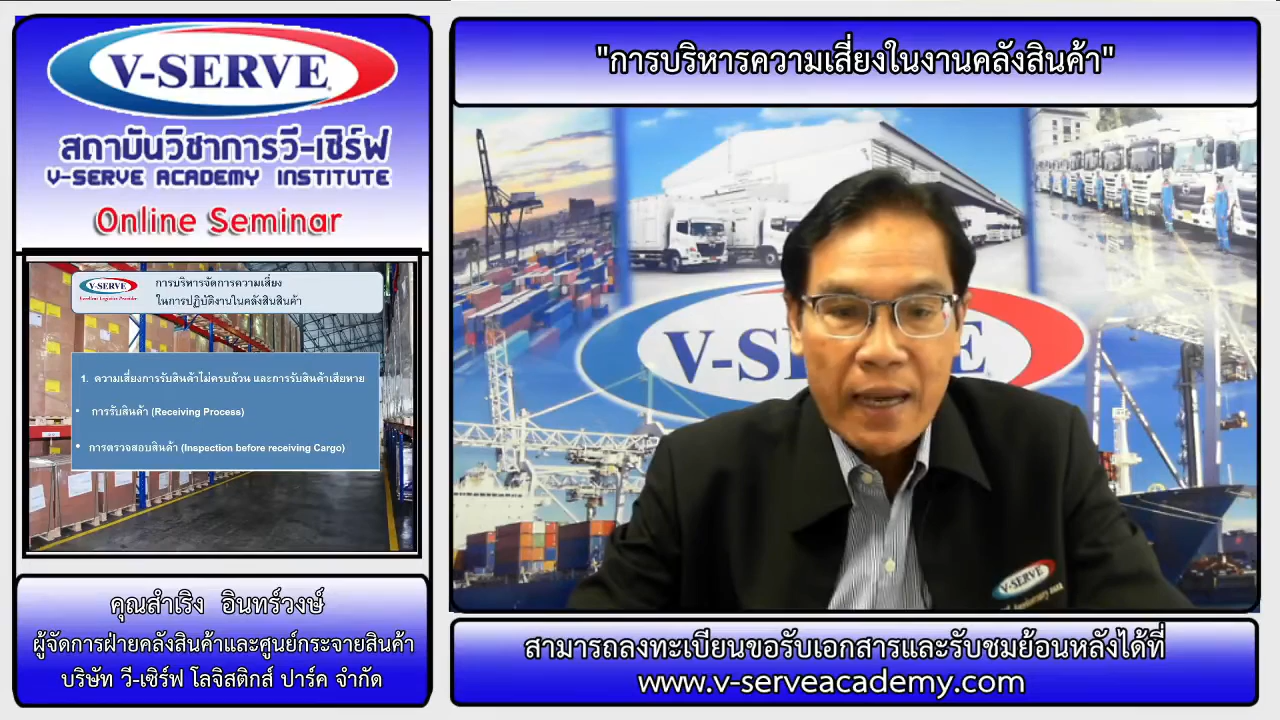 V-SERVE
สถาบันวิชาการวี-เซิร์ฟ
V-SERVE ACADEMY INSTITUTE
Online Seminar
V-SERVE
Excellent Logistics Provider
การบริหารจัดการความเสี่ยง
ในการปฏิบัติงานในคลังสินสินค้า
1. ความเสี่ยงการรับสินค้าไม่ครบถ้วน และการรับสินค้าเสียหาย
• การรับสินค้า (Receiving Process)
• การตรวจสอบสินค้า (Inspection before receiving Cargo)
คุณสำเริง อินทร์วงษ์
ผู้จัดการฝ่ายคลังสินค้าและศูนย์กระจายสินค้า
บริษัท วี-เซิร์ฟ โลจิสติกส์ ปาร์ค จำกัด
"การบริหารความเสี่ยงในงานคลังสินค้า"
V-S E
V-SERVE
สามารถลงทะเบียนขอรับเอกสารและรับชมย้อนหลังได้ที่
www.v-serveacademy.com